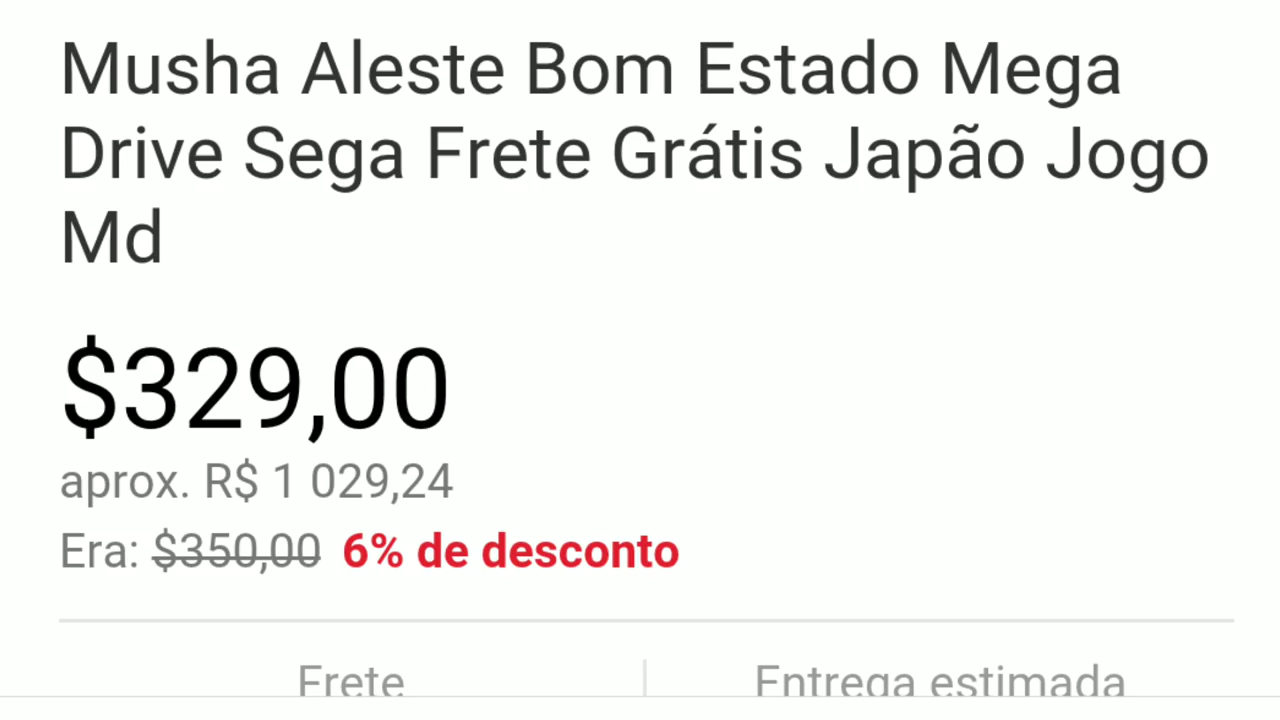 Musha Aleste Bom Estado Mega
Drive Sega Frete Grátis Japão Jogo
Md
$329,00
aprox. R$ 1 029,24
Era: $350,00 6% de desconto
Frete
Entrega estimada